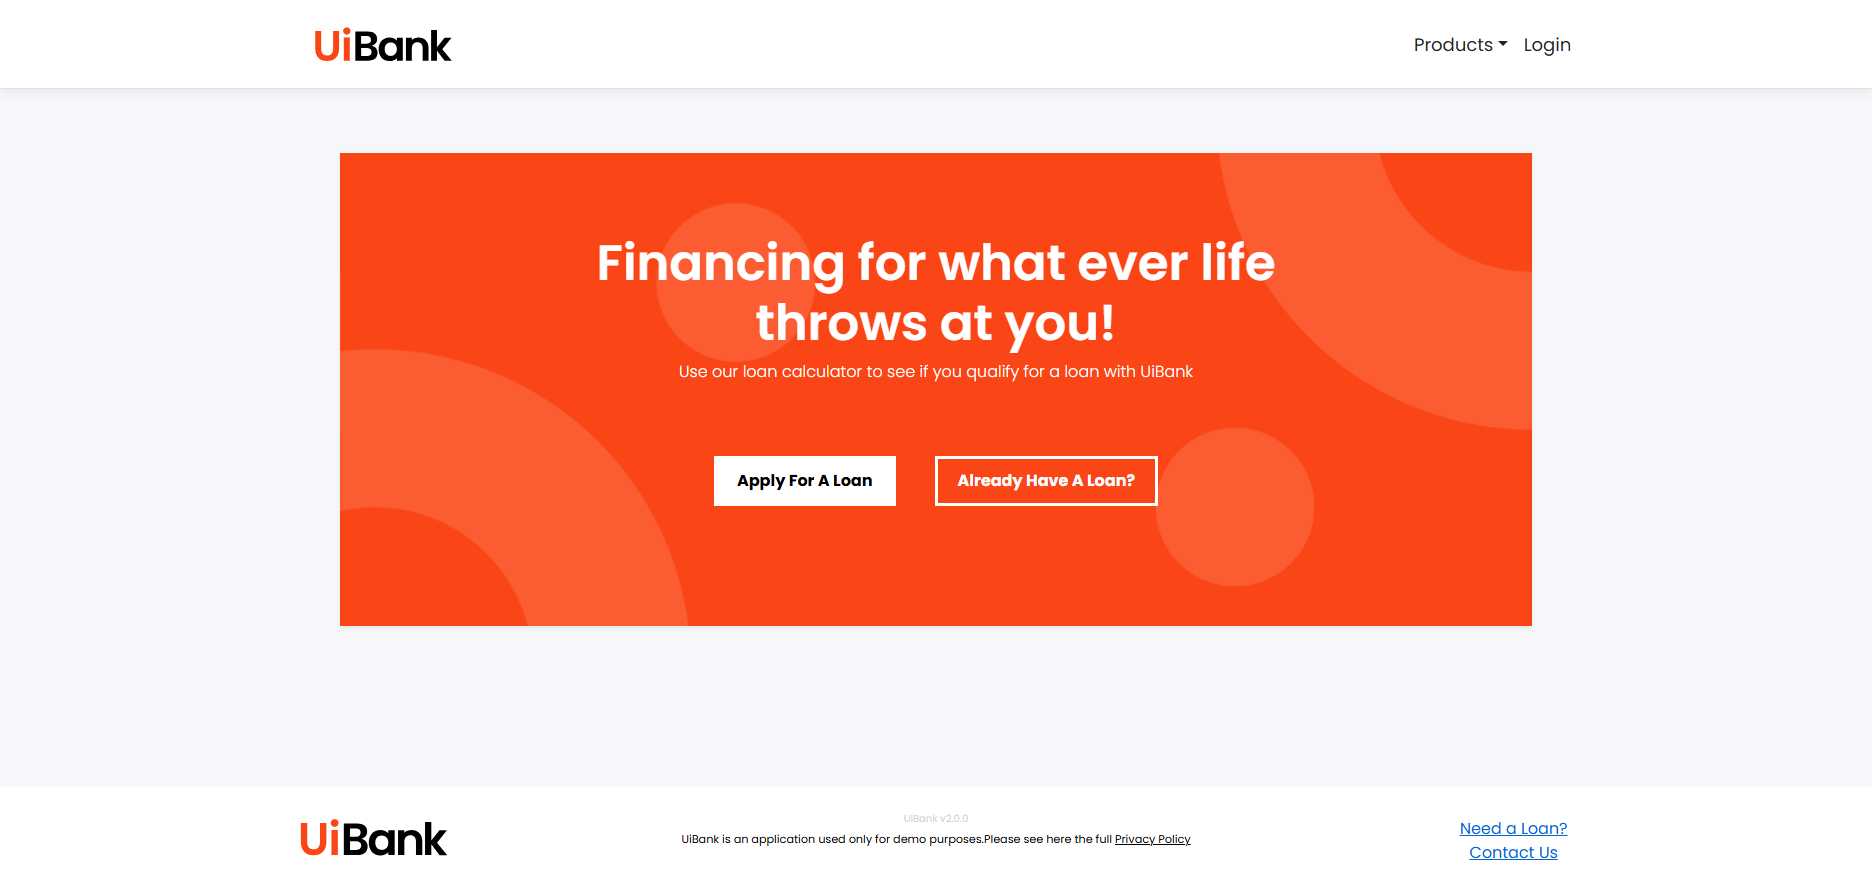 UiBank
Products Login
Financing for what ever life
throws at you!
Use our loan calculator to see if you qualify for a loan with UiBank
Apply For A Loan
Already Have A Loan?
UiBank
UiBank v2.0.0
UiBank is an application used only for demo purposes.Please see here the full Privacy Policy
Need a Loan?
Contact Us